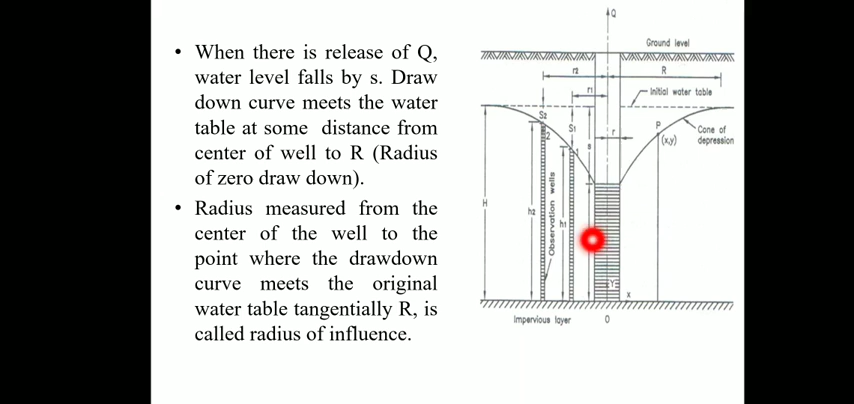 • When there is release of Q,
water level falls by s. Draw
down curve meets the water
table at some distance from
center of well to R (Radius
of zero draw down).
• Radius measured from the
center of the well to the
point where the drawdown
curve meets the original
water table tangentially R, is
called radius of influence.
Q
Ground level
r2
R
r1
Initial water table
S2
S1
r
P
Cone of
depression
2
1
s
(x,y)
H
h2
Observation wells
h1
Y
x
Impervious layer
O